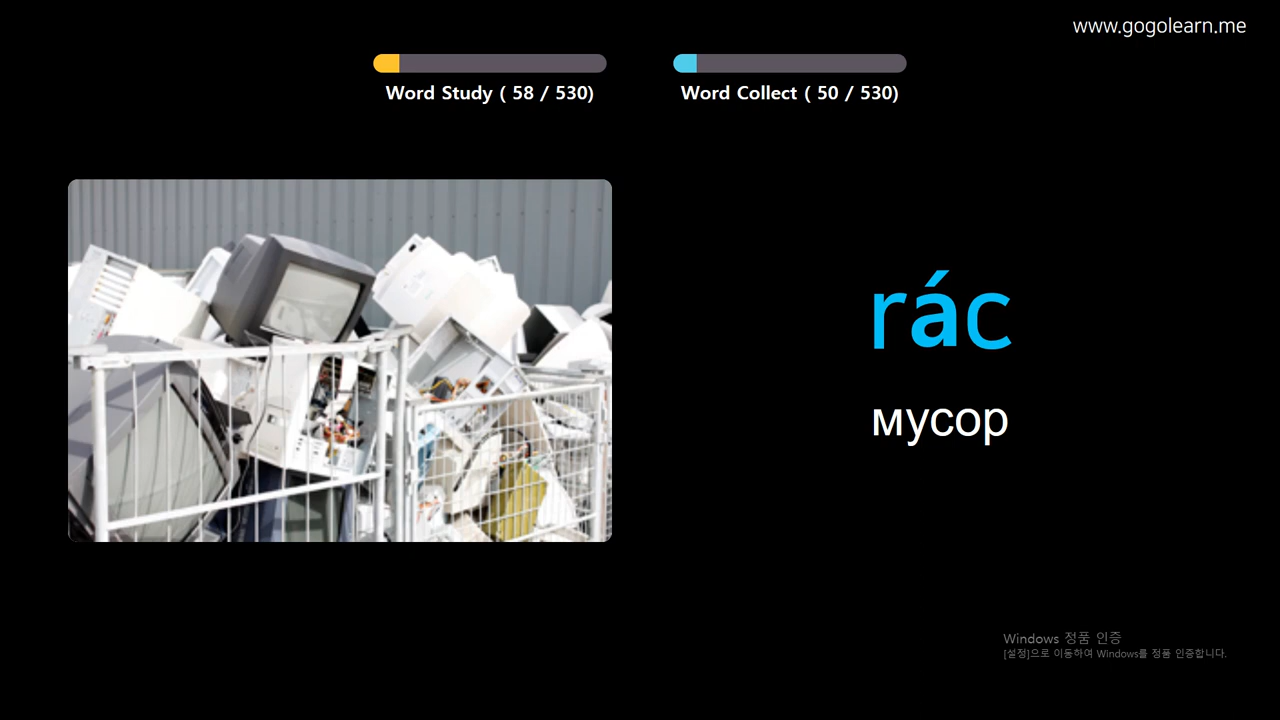 www.gogolearn.me
Word Study ( 58 / 530)
Word Collect ( 50 / 530)
rác
мусор
Windows 정품 인증
[설정]으로 이동하여 Windows를 정품 인증합니다.